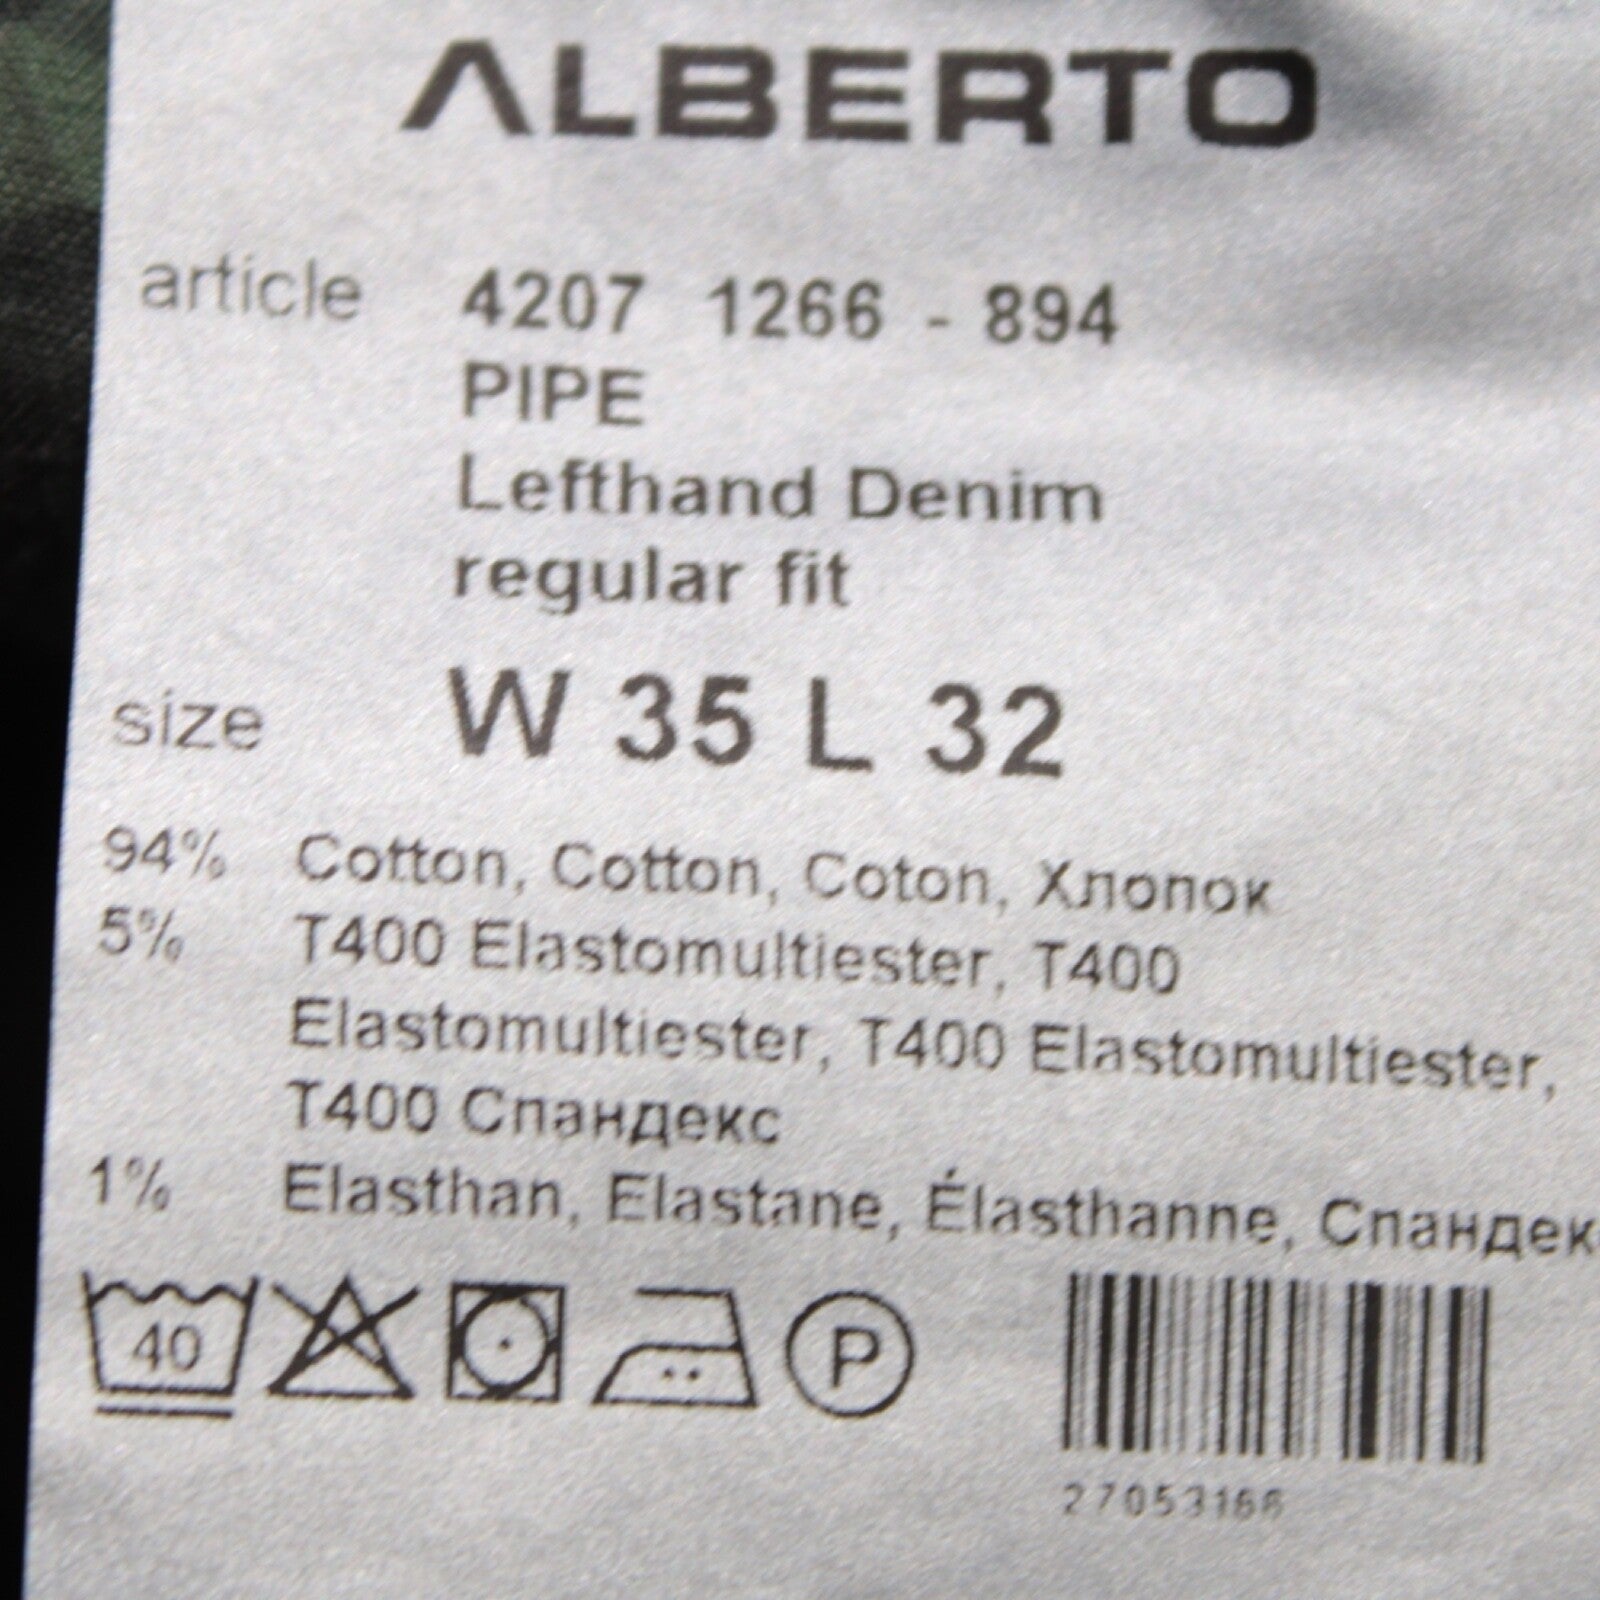 ALBERTO
article 4207 1266 - 894
PIPE
Lefthand Denim
regular fit
size W 35 L 32
94% Cotton, Cotton, Coton, Хлопок
5% T400 Elastomultiester, T400
Elastomultiester, T400 Elastomultiester,
T400 Спандекс
1% Elasthan, Elastane, Élasthanne, Спандек
40
P